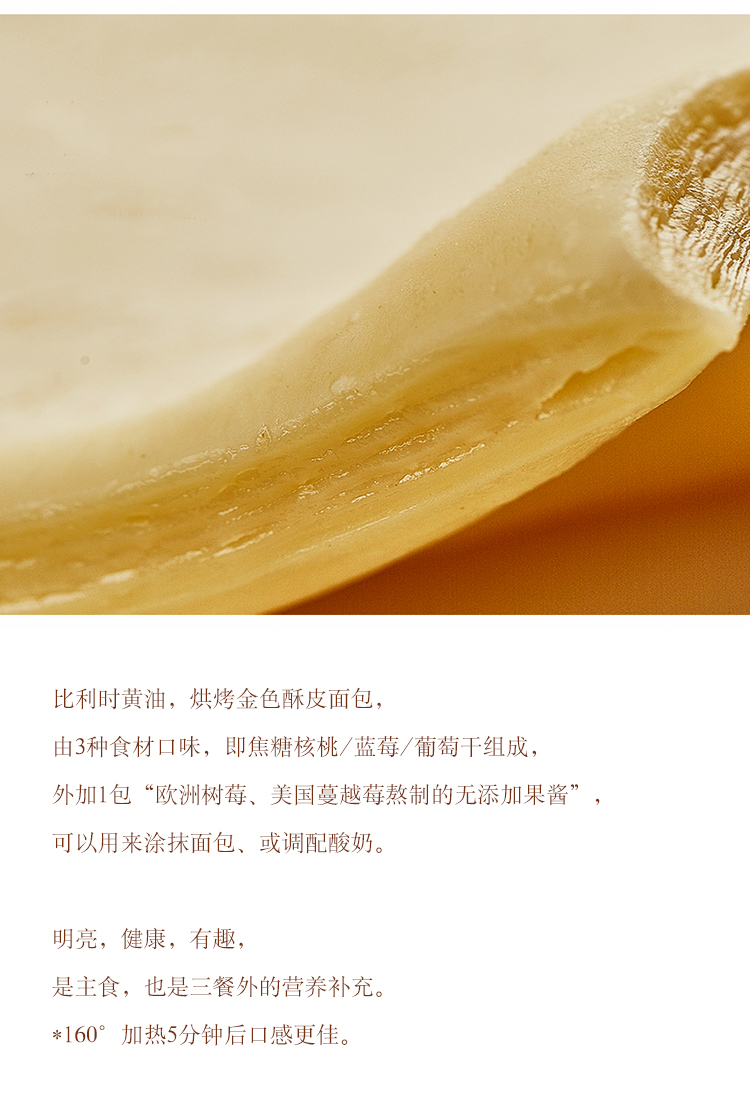 比利时黄油，烘烤金色酥皮面包，
由3种食材口味，即焦糖核桃/蓝莓/葡萄干组成，
外加1包“欧洲树莓、美国蔓越莓熬制的无添加果酱”，
可以用来涂抹面包、或调配酸奶。
明亮，健康，有趣，
是主食，也是三餐外的营养补充。
*160°加热5分钟后口感更佳。